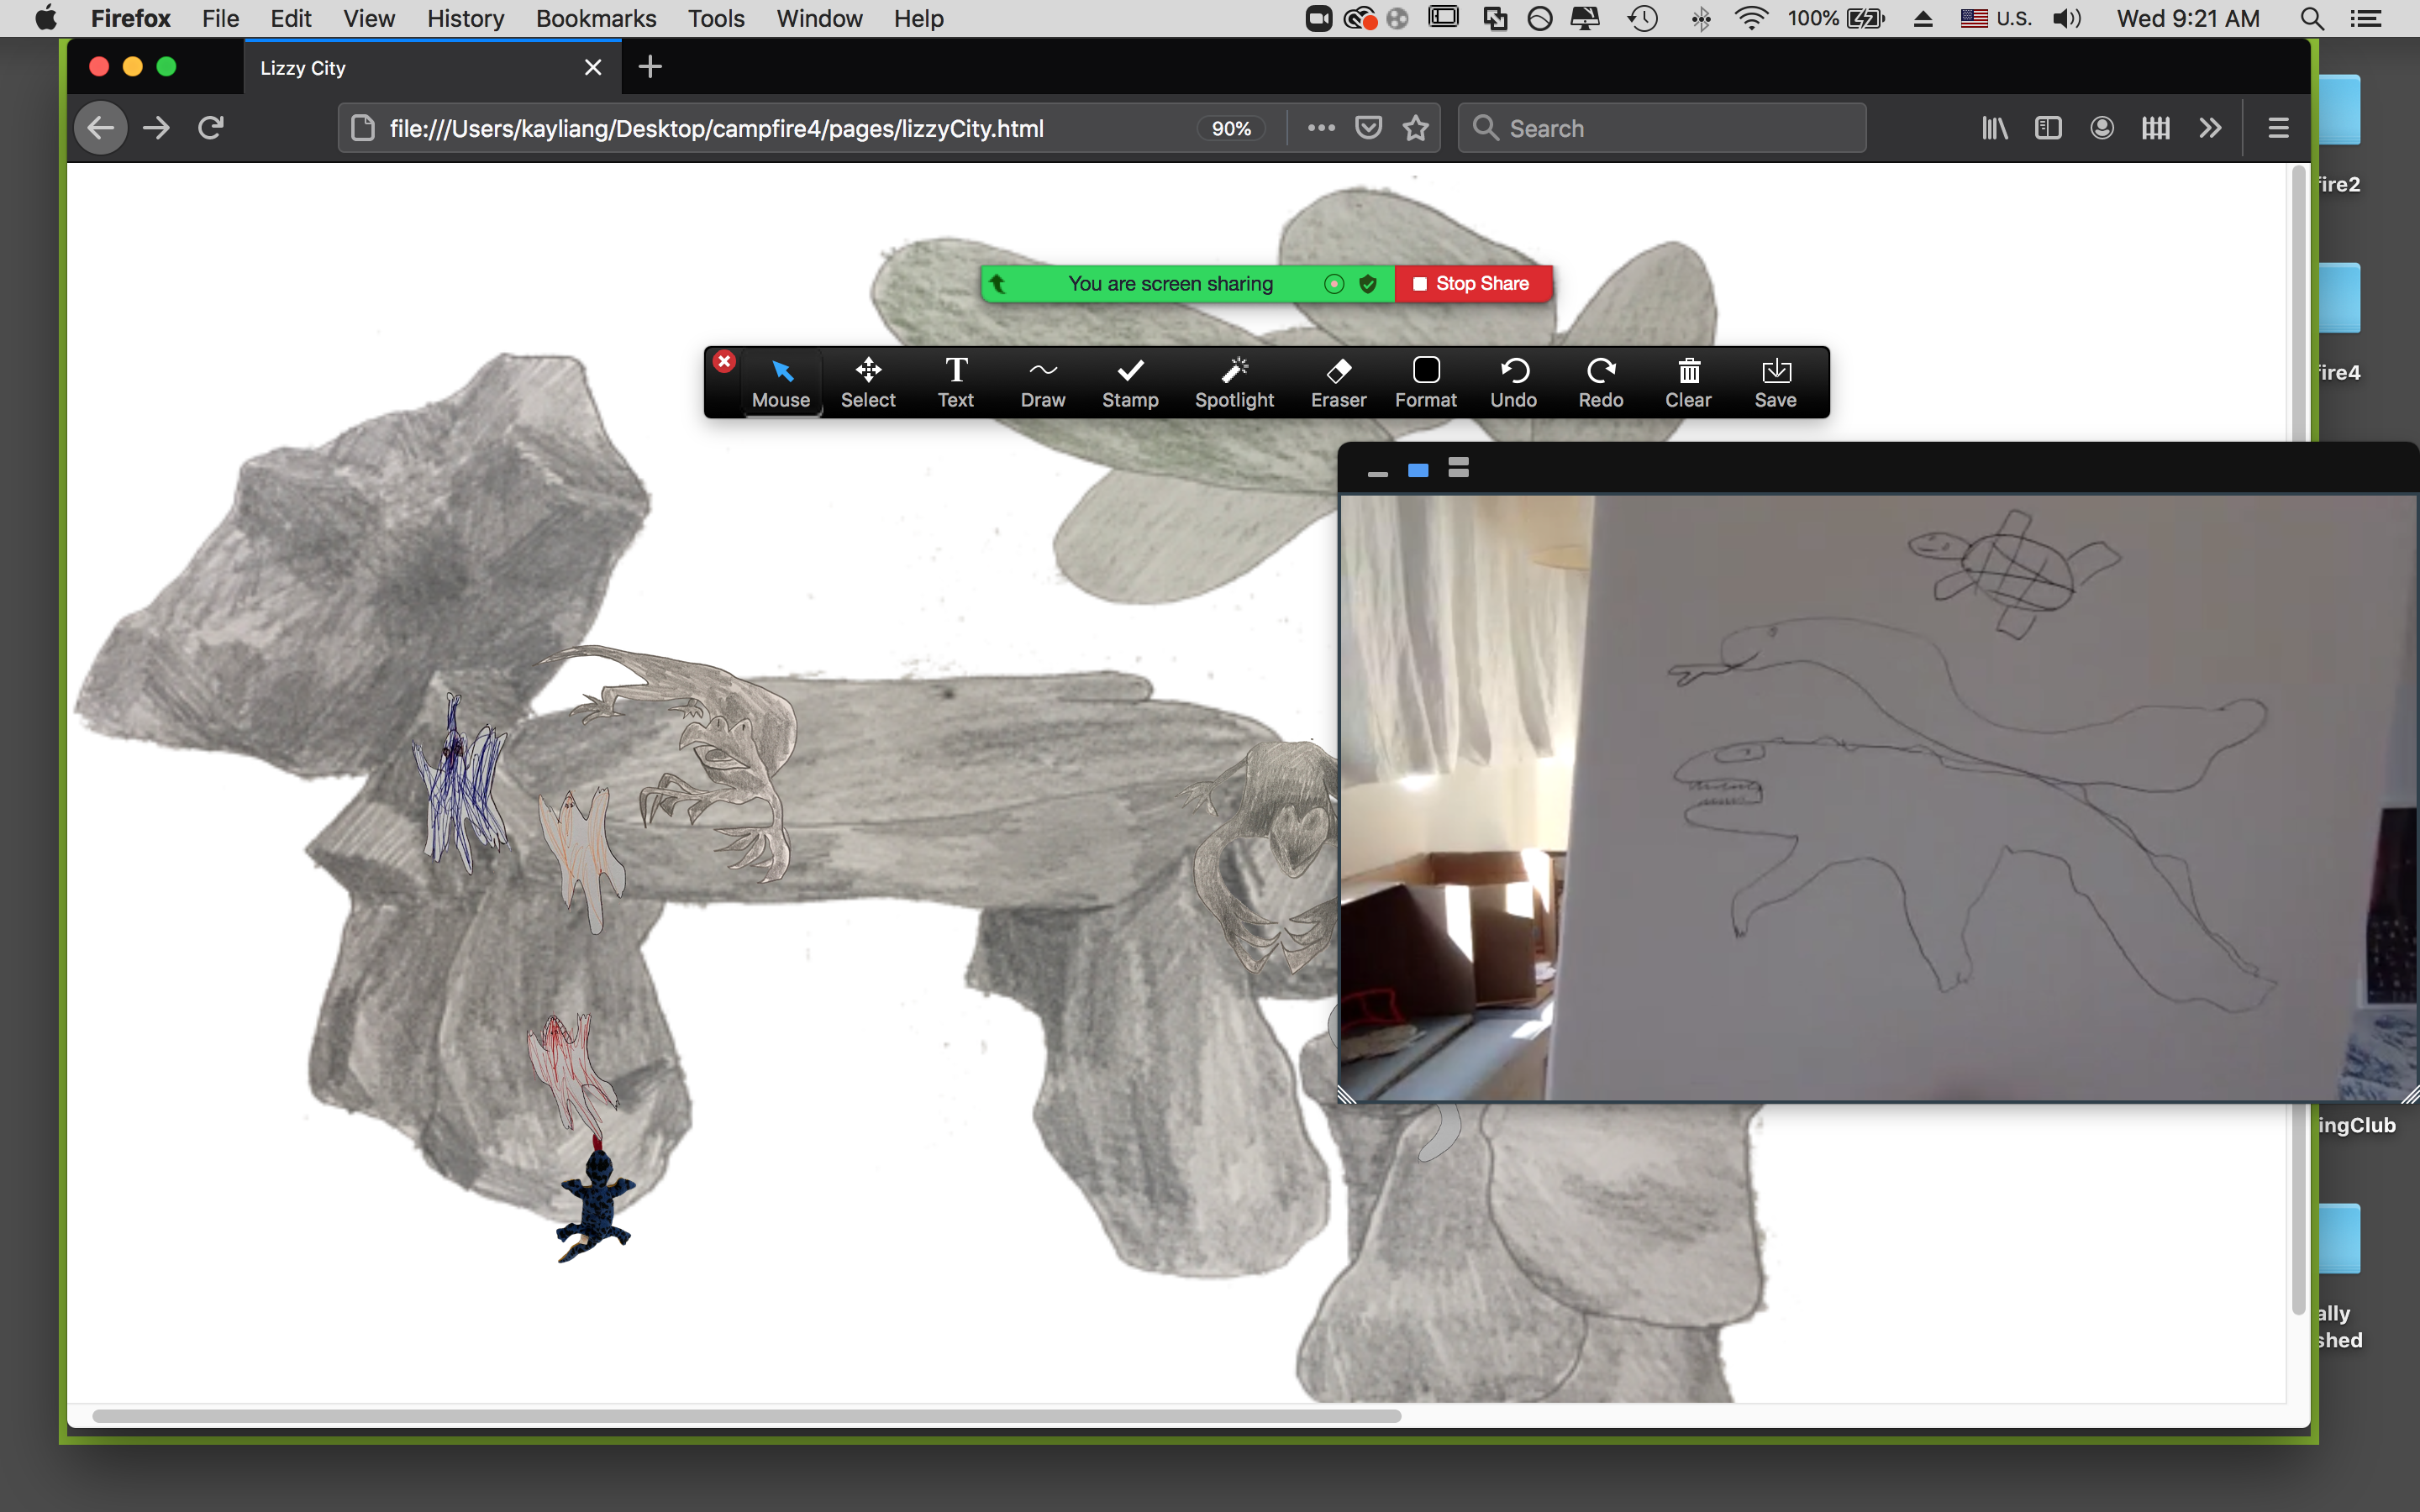 Firefox File Edit View History Bookmarks Tools Window Help 100% U.S. Wed 9:21 AM
Lizzy City
file:///Users/kayliang/Desktop/campfire4/pages/lizzyCity.html 90% Search
ire2
You are screen sharing Stop Share
ire4
Mouse Select Text Draw Stamp Spotlight Eraser Format Undo Redo Clear Save
ingClub
ally
shed